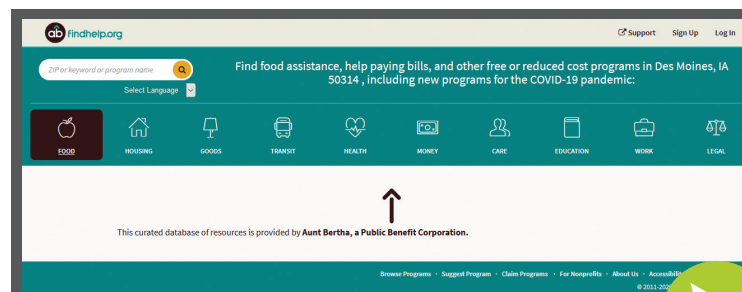 ab findhelp.org
Support Sign Up Log In
ZIP or keyword or program name
Select Language
Find food assistance, help paying bills, and other free or reduced cost programs in Des Moines, IA
50314 , including new programs for the COVID-19 pandemic:
FOOD HOUSING GOODS TRANSIT HEALTH MONEY CARE EDUCATION WORK LEGAL
This curated database of resources is provided by Aunt Bertha, a Public Benefit Corporation.
Browse Programs · Suggest Program · Claim Programs · For Nonprofits · About Us ·
© 2011-